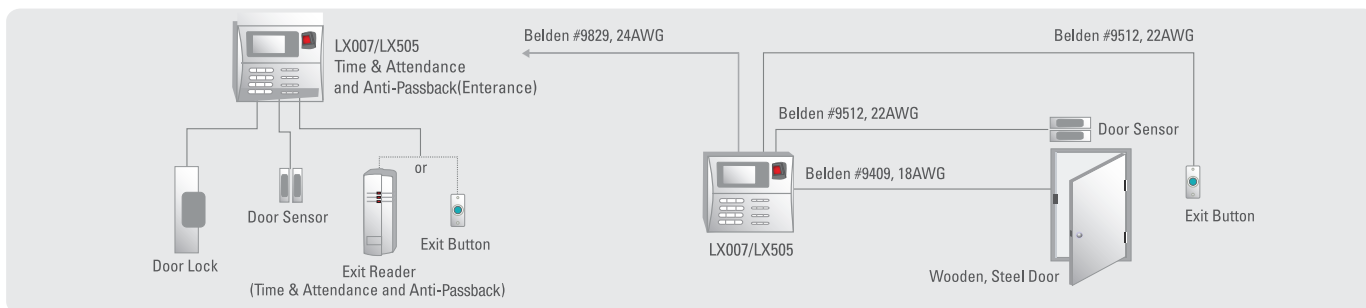 LX007/LX505
Time & Attendance
and Anti-Passback(Enterance)
Door Lock
Door Sensor
or
Exit Reader
(Time & Attendance and Anti-Passback)
Exit Button
Belden #9829, 24AWG
Belden #9512, 22AWG
Belden #9512, 22AWG
Door Sensor
Belden #9409, 18AWG
LX007/LX505
Wooden, Steel Door
Exit Button